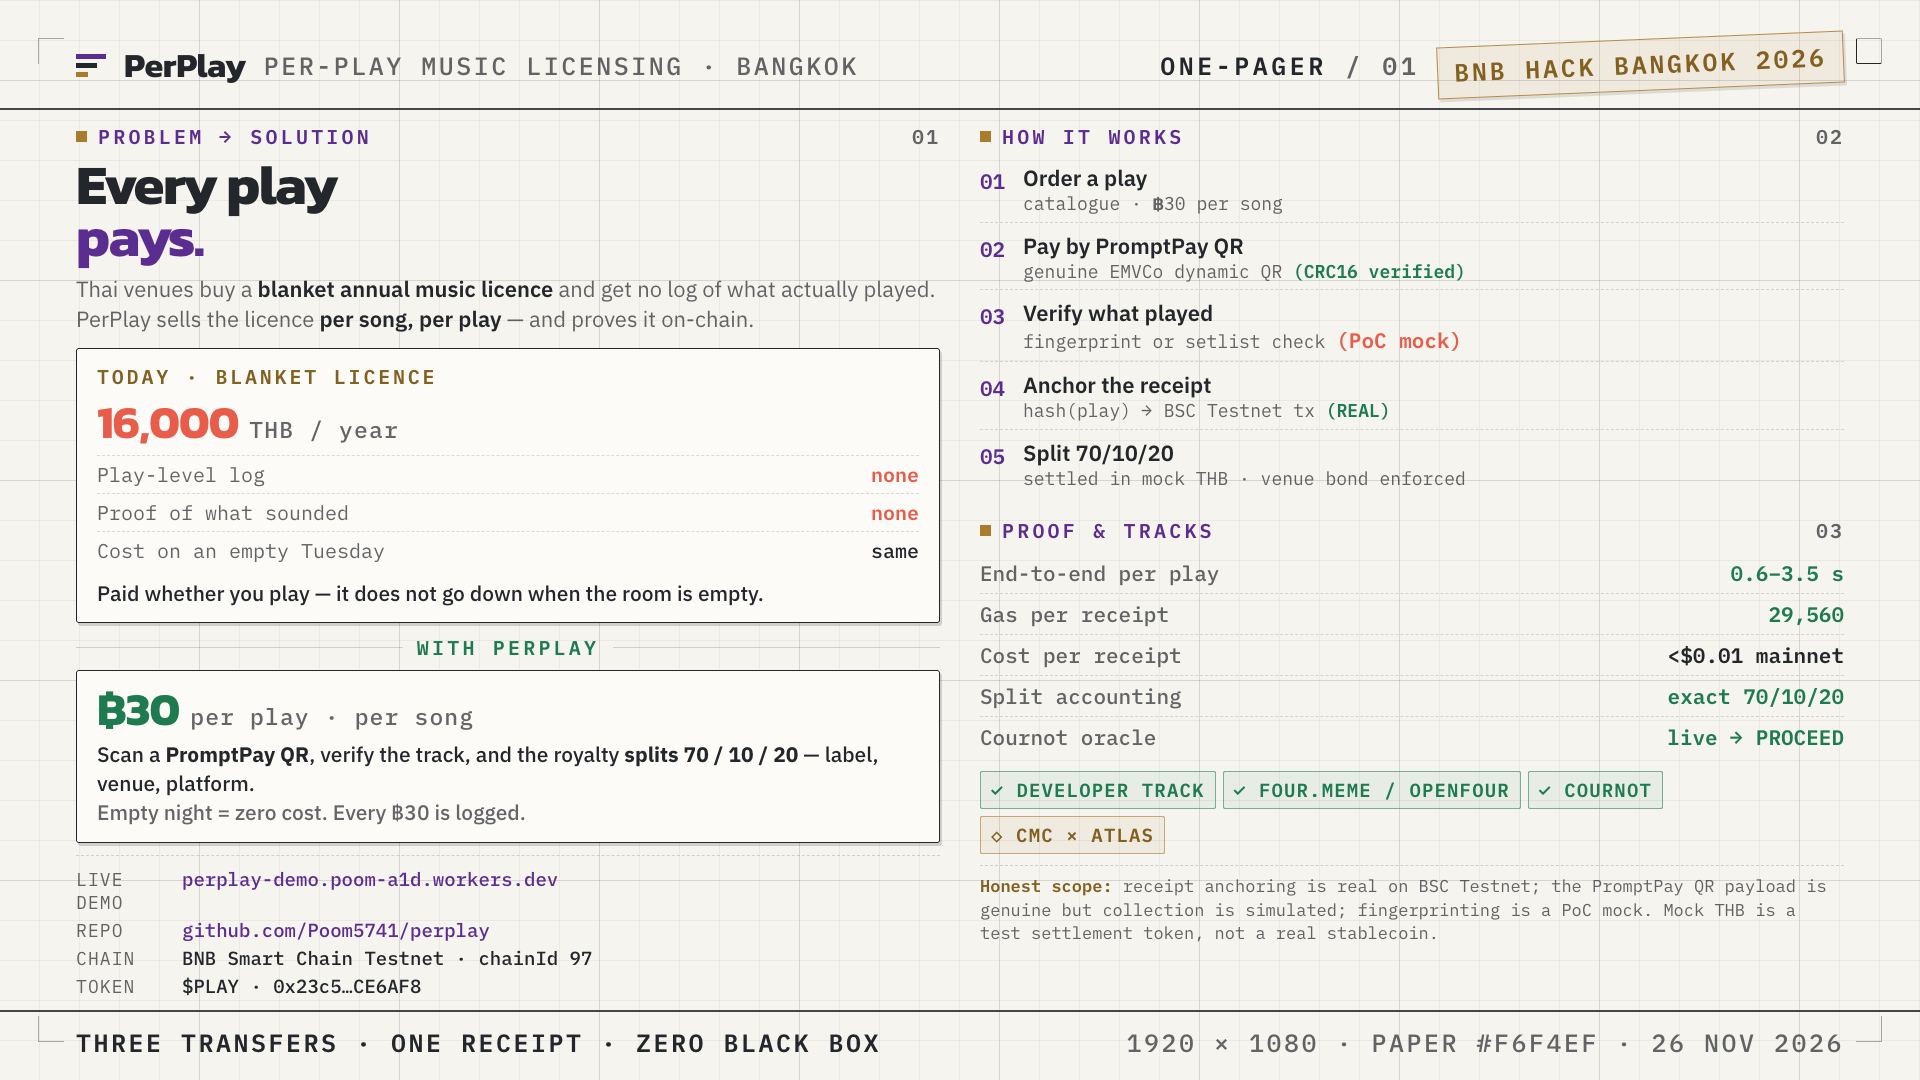 PerPlay PER-PLAY MUSIC LICENSING · BANGKOK
ONE-PAGER / 01
BNB HACK BANGKOK 2026
PROBLEM → SOLUTION 01
Every play
pays.
Thai venues buy a blanket annual music licence and get no log of what actually played.
PerPlay sells the licence per song, per play — and proves it on-chain.
TODAY · BLANKET LICENCE
16,000 THB / year
Play-level log none
Proof of what sounded none
Cost on an empty Tuesday same
Paid whether you play — it does not go down when the room is empty.
WITH PERPLAY
฿30 per play · per song
Scan a PromptPay QR, verify the track, and the royalty splits 70 / 10 / 20 — label,
venue, platform.
Empty night = zero cost. Every ฿30 is logged.
LIVE DEMO perplay-demo.poom-a1d.workers.dev
REPO github.com/Poom5741/perplay
CHAIN BNB Smart Chain Testnet · chainId 97
TOKEN $PLAY · 0x23c5…CE6AF8
HOW IT WORKS 02
01 Order a play
catalogue · ฿30 per song
02 Pay by PromptPay QR
genuine EMVCo dynamic QR (CRC16 verified)
03 Verify what played
fingerprint or setlist check (PoC mock)
04 Anchor the receipt
hash(play) → BSC Testnet tx (REAL)
05 Split 70/10/20
settled in mock THB · venue bond enforced
PROOF & TRACKS 03
End-to-end per play 0.6–3.5 s
Gas per receipt 29,560
Cost per receipt <$0.01 mainnet
Split accounting exact 70/10/20
Cournot oracle live → PROCEED
✓ DEVELOPER TRACK ✓ FOUR.MEME / OPENFOUR ✓ COURNOT
◇ CMC × ATLAS
Honest scope: receipt anchoring is real on BSC Testnet; the PromptPay QR payload is
genuine but collection is simulated; fingerprinting is a PoC mock. Mock THB is a
test settlement token, not a real stablecoin.
THREE TRANSFERS · ONE RECEIPT · ZERO BLACK BOX
1920 × 1080 · PAPER #F6F4EF · 26 NOV 2026